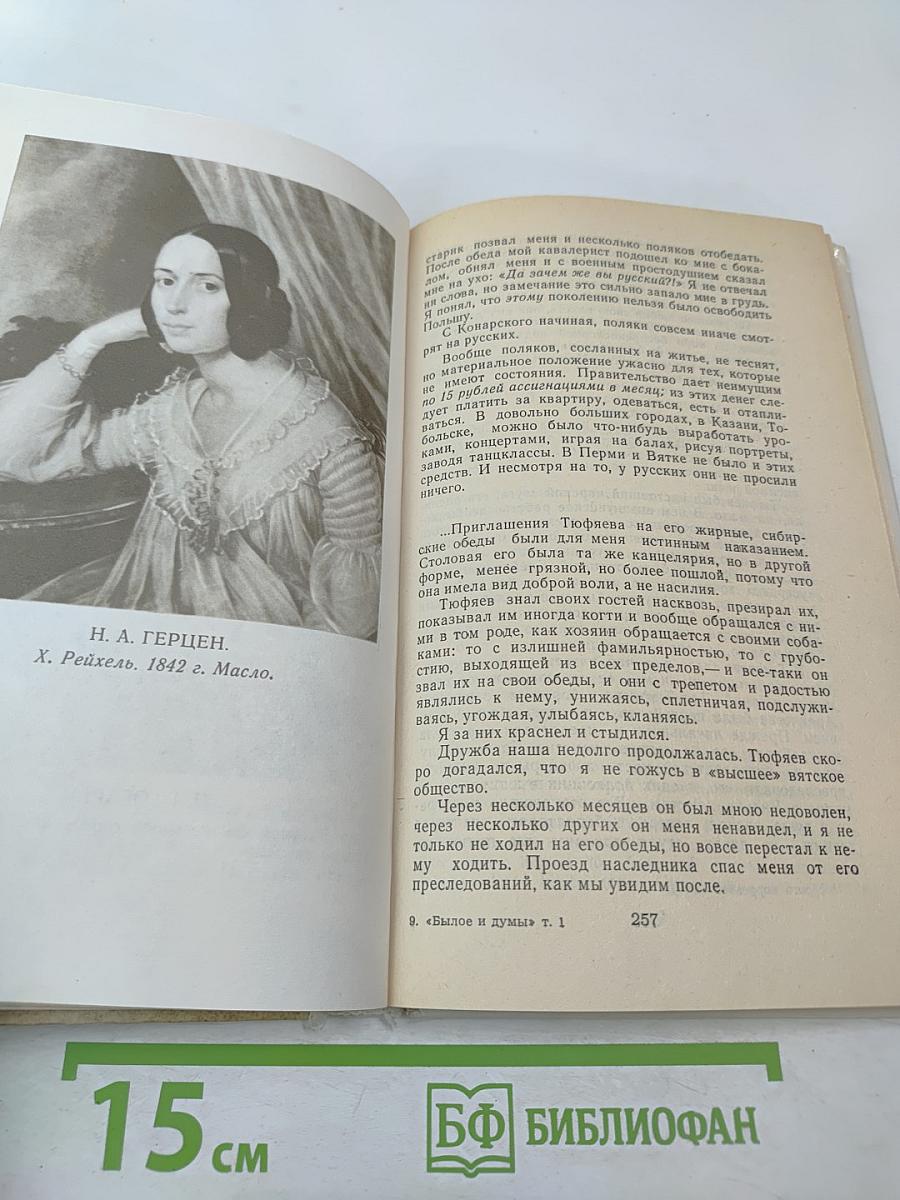 Н. А. ГЕРЦЕН.
Х. Рейхель. 1842 г. Масло.
старик позвал меня и несколько поляков отобедать.
После обеда мой кавалерист подошел ко мне с бока-
лом, обнял меня и с военным простодушием сказал
мне на ухо: «Да зачем же вы русский?!» Я не отвечал
ни слова, но замечание это сильно запало мне в грудь.
Я понял, что этому поколению нельзя было освободить
Польшу.
С Конарского начиная, поляки совсем иначе смот-
рят на русских.
Вообще поляков, сосланных на житье, не теснят,
но материальное положение ужасно для тех, которые
не имеют состояния. Правительство дает неимущим
по 15 рублей ассигнациями в месяц; из этих денег сле-
дует платить за квартиру, одеваться, есть и отапли-
ваться. В довольно больших городах, в Казани, То-
больске, можно было что-нибудь выработать уро-
ками, концертами, играя на балах, рисуя портреты,
заводя танцклассы. В Перми и Вятке не было и этих
средств. И несмотря на то, у русских они не просили
ничего.
...Приглашения Тюфяева на его жирные, сибир-
ские обеды были для меня истинным наказанием.
Столовая его была та же канцелярия, но в другой
форме, менее грязной, но более пошлой, потому что
она имела вид доброй воли, а не насилия.
Тюфяев знал своих гостей насквозь, презирал их,
показывал им иногда когти и вообще обращался с ни-
ми в том роде, как хозяин обращается с своими соба-
ками: то с излишней фамильярностью, то с грубо-
стию, выходящей из всех пределов,— и все-таки он
звал их на свои обеды, и они с трепетом и радостью
являлись к нему, унижаясь, сплетничая, подслужи-
ваясь, угождая, улыбаясь, кланяясь.
Я за них краснел и стыдился.
Дружба наша недолго продолжалась. Тюфяев ско-
ро догадался, что я не гожусь в «высшее» вятское
общество.
Через несколько месяцев он был мною недоволен,
через несколько других он меня ненавидел, и я не
только не ходил на его обеды, но вовсе перестал к не-
му ходить. Проезд наследника спас меня от его
преследований, как мы увидим после.
9. «Былое и думы» т. 1
257
15 см
БФ БИБЛИОФАН